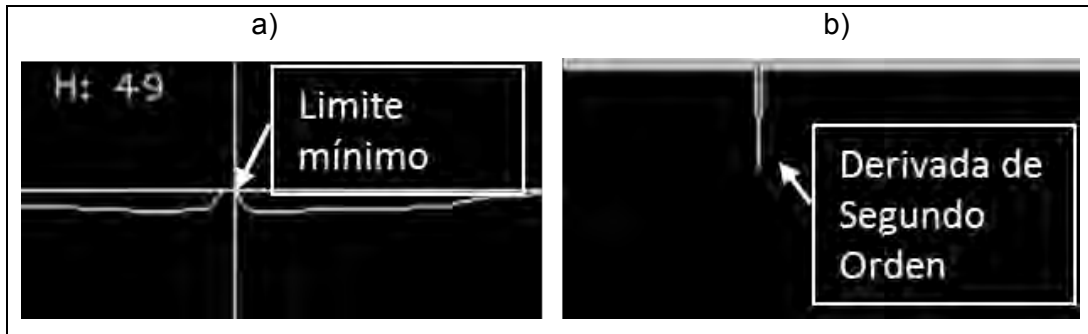 a)
b)
H: 49
Limite
mínimo
Derivada de
Segundo
Orden